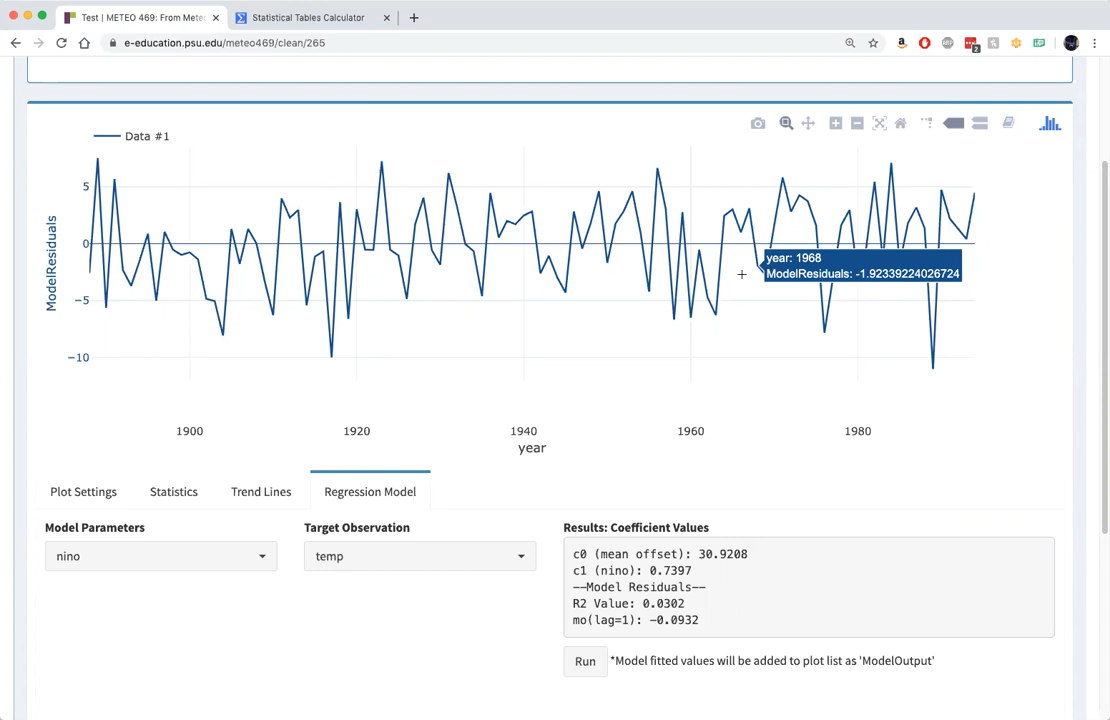 Test | METEO 469: From Mete
Statistical Tables Calculator
e-education.psu.edu/meteo469/clean/265
2
Data #1
5
0
−5
−10
ModelResiduals
year: 1968
ModelResiduals: -1.92339224026724
1900
1920
1940
1960
1980
year
Plot Settings
Statistics
Trend Lines
Regression Model
Model Parameters
Target Observation
Results: Coefficient Values
nino
temp
c0 (mean offset): 30.9208
c1 (nino): 0.7397
--Model Residuals--
R2 Value: 0.0302
mo(lag=1): -0.0932
Run
*Model fitted values will be added to plot list as 'ModelOutput'